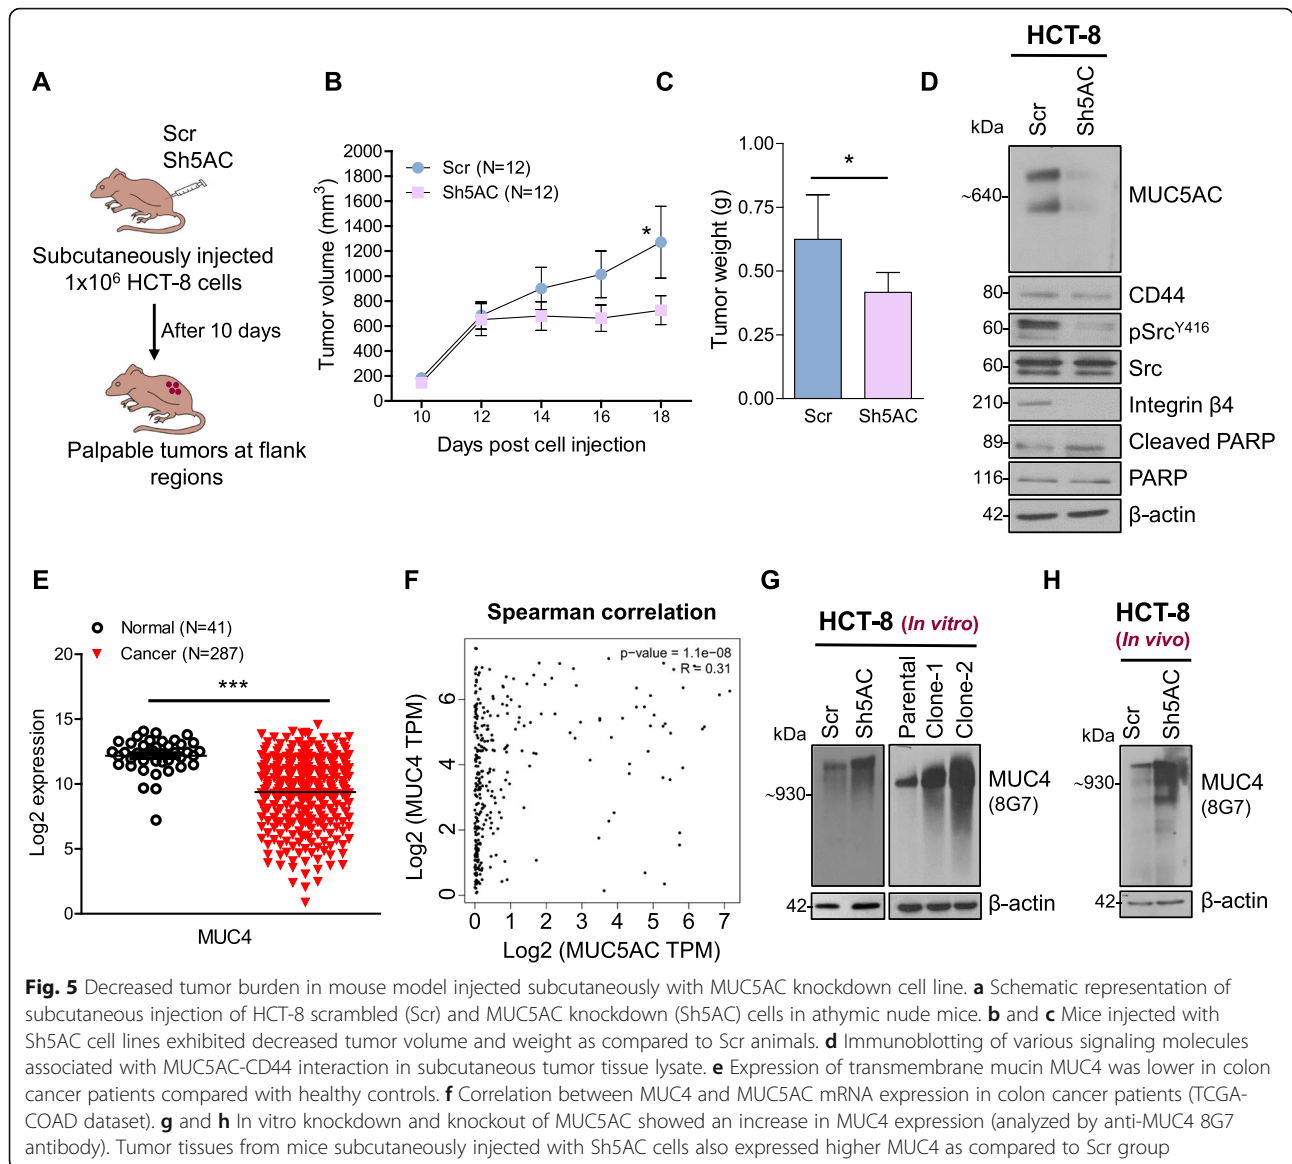 A
Scr
Sh5AC
Subcutaneously injected
1x10⁶ HCT-8 cells
After 10 days
Palpable tumors at flank
regions
B
Tumor volume (mm³)
2000
1800
1600
1400
1200
1000
800
600
400
200
0
Scr (N=12)
Sh5AC (N=12)
*
10 12 14 16 18
Days post cell injection
C
Tumor weight (g)
1.00
0.75
0.50
0.25
0.00
*
Scr Sh5AC
D
HCT-8
kDa
Scr
Sh5AC
~640 MUC5AC
80 CD44
60 pSrcY416
60 Src
210 Integrin β4
89 Cleaved PARP
116 PARP
42 β-actin
E
Normal (N=41)
Cancer (N=287)
***
Log2 expression
20
15
10
5
0
MUC4
F
Spearman correlation
p-value = 1.1e-08
R = 0.31
Log2 (MUC4 TPM)
6
4
2
0
0 1 2 3 4 5 6 7
Log2 (MUC5AC TPM)
G
HCT-8 (In vitro)
Scr
Sh5AC
Parental
Clone-1
Clone-2
kDa
~930
MUC4
(8G7)
42 β-actin
H
HCT-8
(In vivo)
Scr
Sh5AC
kDa
~930
MUC4
(8G7)
42 β-actin
Fig. 5 Decreased tumor burden in mouse model injected subcutaneously with MUC5AC knockdown cell line. a Schematic representation of
subcutaneous injection of HCT-8 scrambled (Scr) and MUC5AC knockdown (Sh5AC) cells in athymic nude mice. b and c Mice injected with
Sh5AC cell lines exhibited decreased tumor volume and weight as compared to Scr animals. d Immunoblotting of various signaling molecules
associated with MUC5AC-CD44 interaction in subcutaneous tumor tissue lysate. e Expression of transmembrane mucin MUC4 was lower in colon
cancer patients compared with healthy controls. f Correlation between MUC4 and MUC5AC mRNA expression in colon cancer patients (TCGA-
COAD dataset). g and h In vitro knockdown and knockout of MUC5AC showed an increase in MUC4 expression (analyzed by anti-MUC4 8G7
antibody). Tumor tissues from mice subcutaneously injected with Sh5AC cells also expressed higher MUC4 as compared to Scr group